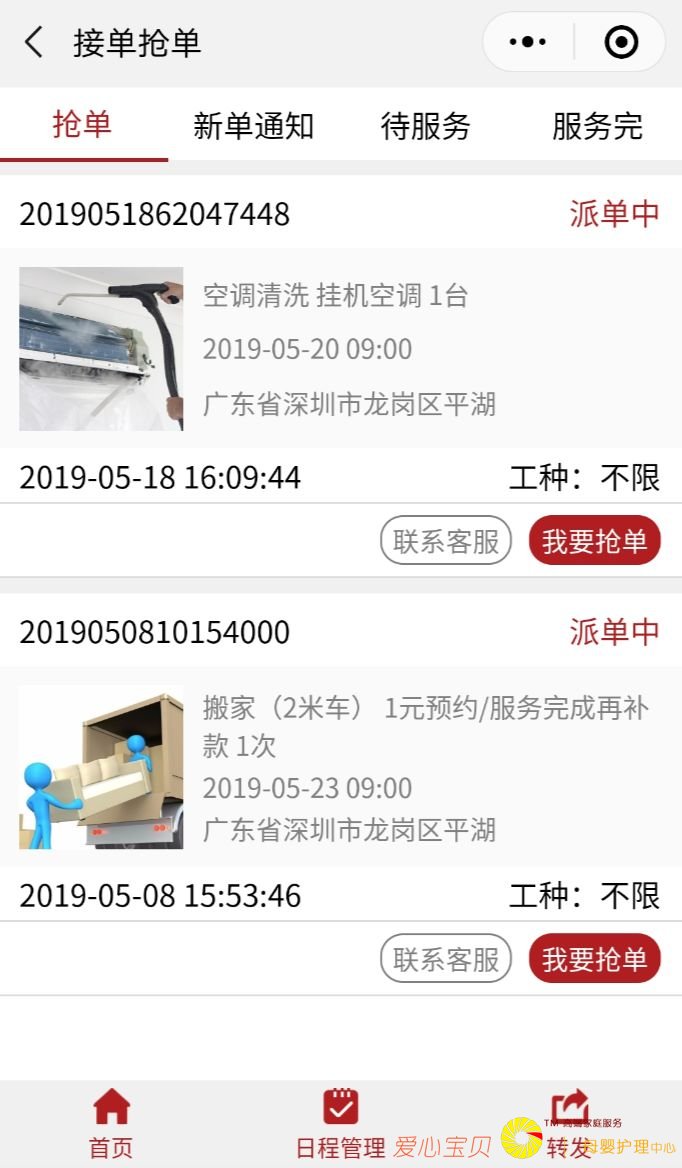 接单抢单
抢单 新单通知 待服务 服务完
2019051862047448 派单中
空调清洗 挂机空调 1台
2019-05-20 09:00
广东省深圳市龙岗区平湖
2019-05-18 16:09:44 工种：不限
联系客服 我要抢单
2019050810154000 派单中
搬家（2米车） 1元预约/服务完成再补
款 1次
2019-05-23 09:00
广东省深圳市龙岗区平湖
2019-05-08 15:53:46 工种：不限
联系客服 我要抢单
首页 日程管理 转发
爱心宝贝 TM 高端家庭服务
母婴护理中心